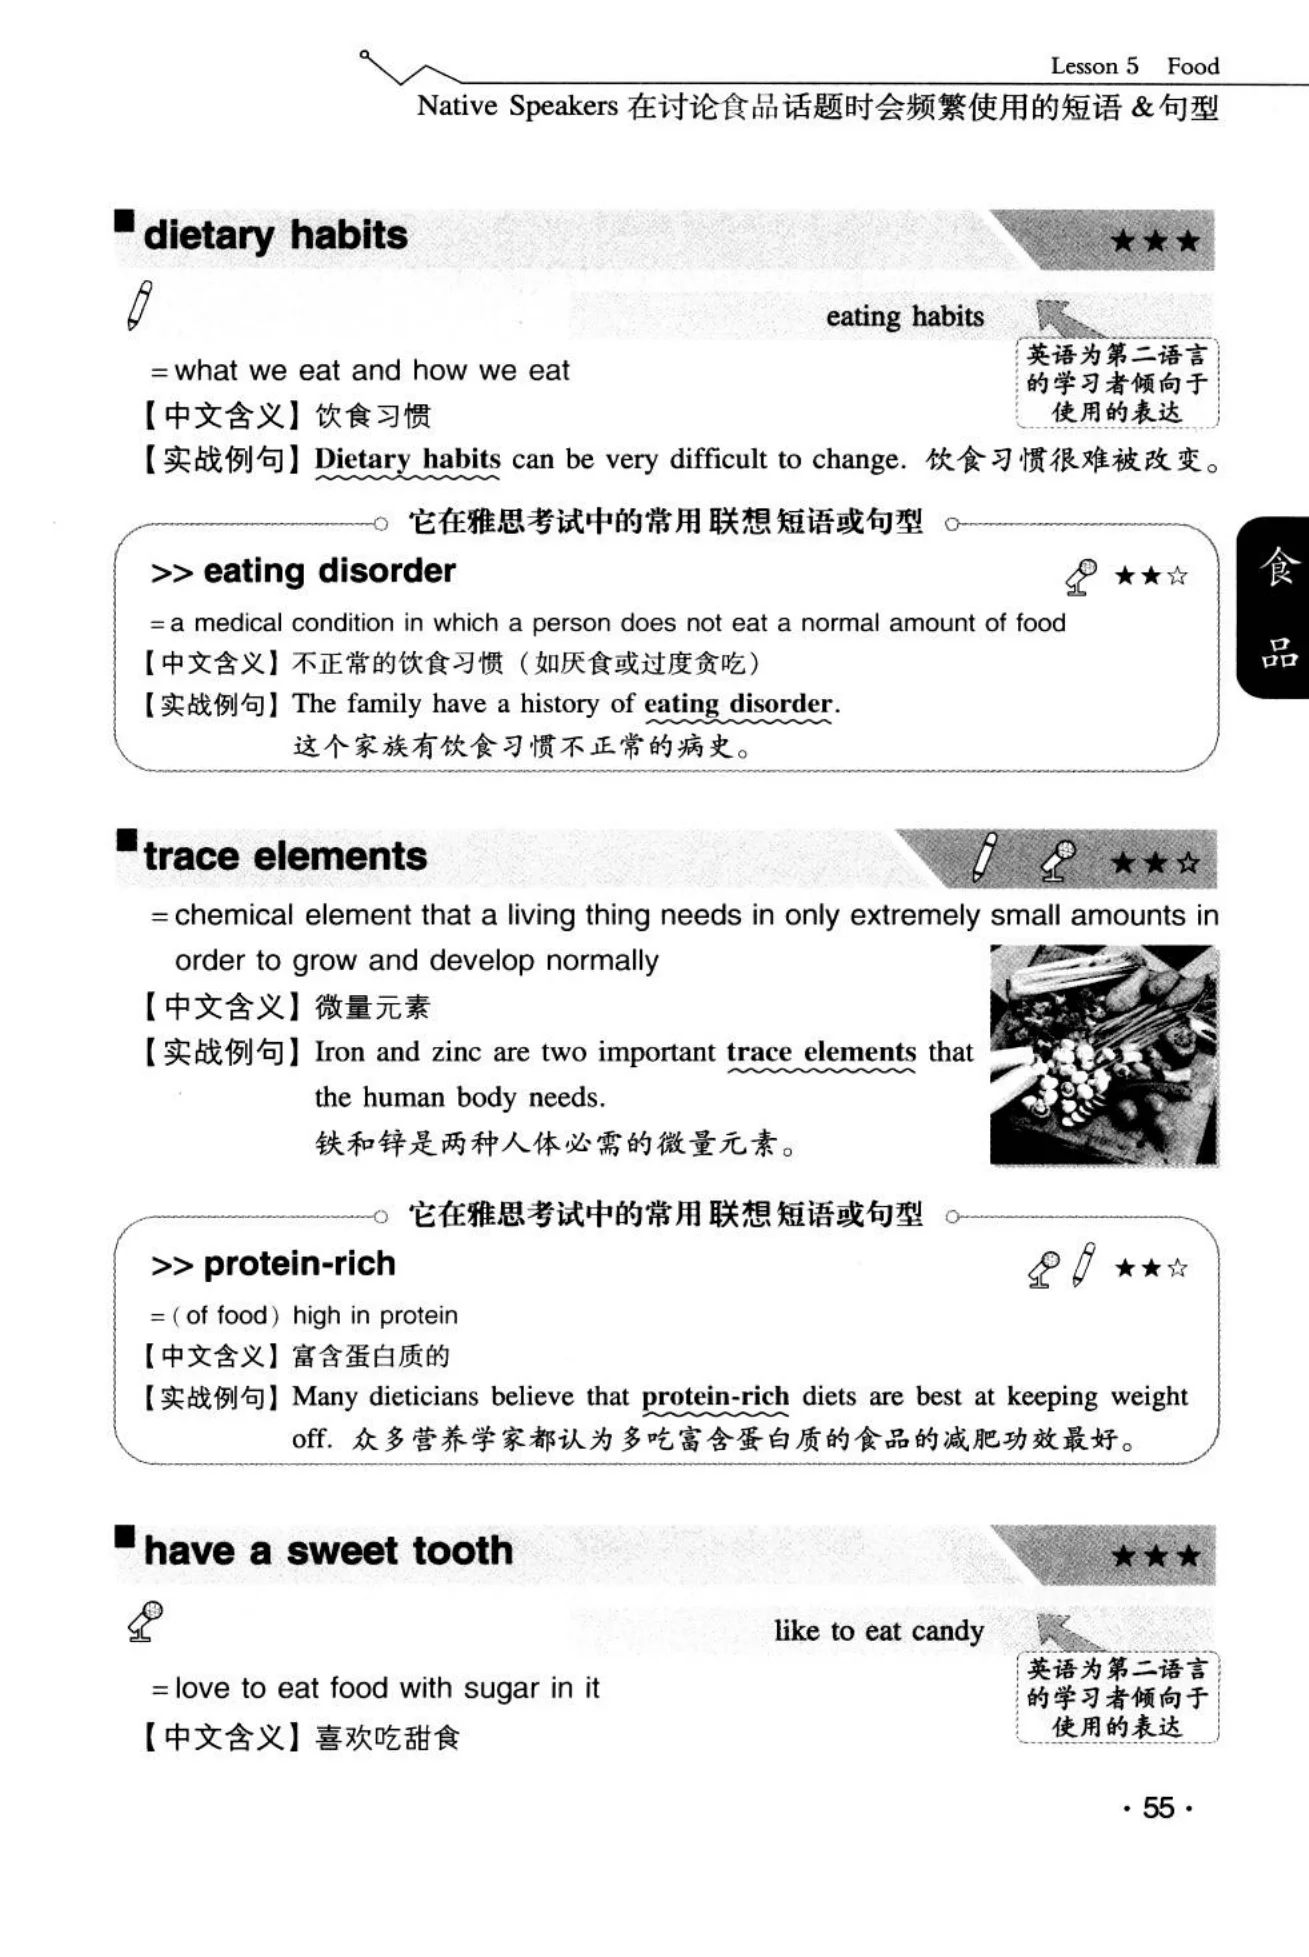 Lesson 5 Food
Native Speakers 在讨论食品话题时会频繁使用的短语 & 句型
dietary habits ★★★
eating habits
英语为第二语言
的学习者倾向于
使用的表达
= what we eat and how we eat
【中文含义】饮食习惯
【实战例句】Dietary habits can be very difficult to change. 饮食习惯很难被改变。
它在雅思考试中的常用联想短语或句型
>> eating disorder ★★☆
= a medical condition in which a person does not eat a normal amount of food
【中文含义】不正常的饮食习惯（如厌食或过度贪吃）
【实战例句】The family have a history of eating disorder.
这个家族有饮食习惯不正常的病史。
食
品
trace elements ★★☆
= chemical element that a living thing needs in only extremely small amounts in
order to grow and develop normally
【中文含义】微量元素
【实战例句】Iron and zinc are two important trace elements that
the human body needs.
铁和锌是两种人体必需的微量元素。
它在雅思考试中的常用联想短语或句型
>> protein-rich ★★☆
=（of food）high in protein
【中文含义】富含蛋白质的
【实战例句】Many dieticians believe that protein-rich diets are best at keeping weight
off. 众多营养学家都认为多吃富含蛋白质的食品的减肥功效最好。
have a sweet tooth ★★★
like to eat candy
英语为第二语言
的学习者倾向于
使用的表达
= love to eat food with sugar in it
【中文含义】喜欢吃甜食
· 55 ·